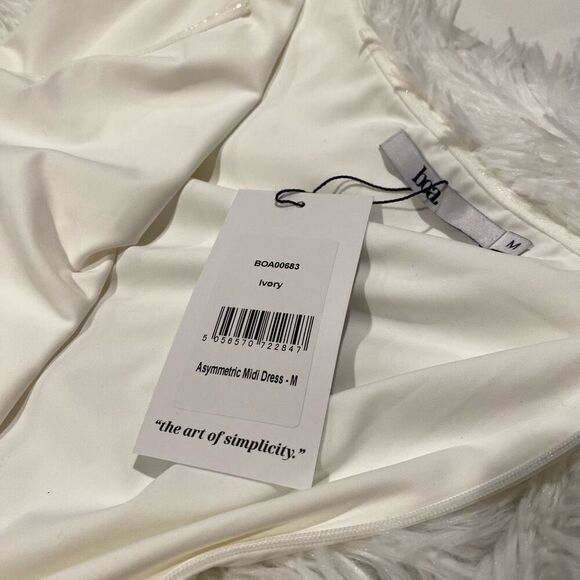 boa.
M
BOA00683
Ivory
5 056570 722847
Asymmetric Midi Dress - M
“the art of simplicity.”